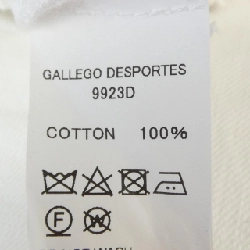 GALLEGO DESPORTES
9923D
COTTON 100%
F W